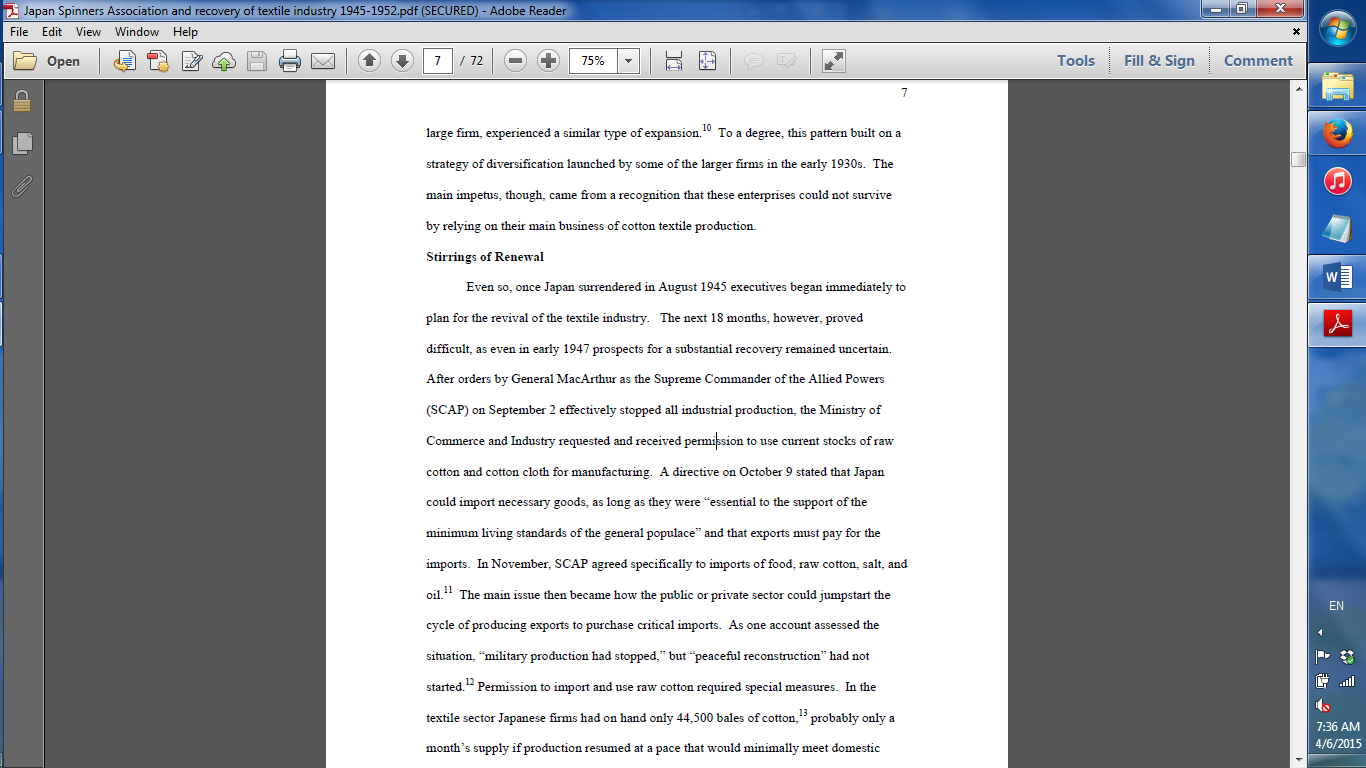 Japan Spinners Association and recovery of textile industry 1945-1952.pdf (SECURED) - Adobe Reader
File Edit View Window Help
Open 7 / 72 75% Tools Fill & Sign Comment
7
large firm, experienced a similar type of expansion.10 To a degree, this pattern built on a
strategy of diversification launched by some of the larger firms in the early 1930s. The
main impetus, though, came from a recognition that these enterprises could not survive
by relying on their main business of cotton textile production.
Stirrings of Renewal
Even so, once Japan surrendered in August 1945 executives began immediately to
plan for the revival of the textile industry. The next 18 months, however, proved
difficult, as even in early 1947 prospects for a substantial recovery remained uncertain.
After orders by General MacArthur as the Supreme Commander of the Allied Powers
(SCAP) on September 2 effectively stopped all industrial production, the Ministry of
Commerce and Industry requested and received permission to use current stocks of raw
cotton and cotton cloth for manufacturing. A directive on October 9 stated that Japan
could import necessary goods, as long as they were “essential to the support of the
minimum living standards of the general populace” and that exports must pay for the
imports. In November, SCAP agreed specifically to imports of food, raw cotton, salt, and
oil.11 The main issue then became how the public or private sector could jumpstart the
cycle of producing exports to purchase critical imports. As one account assessed the
situation, “military production had stopped,” but “peaceful reconstruction” had not
started.12 Permission to import and use raw cotton required special measures. In the
textile sector Japanese firms had on hand only 44,500 bales of cotton,13 probably only a
month’s supply if production resumed at a pace that would minimally meet domestic
EN
7:36 AM
4/6/2015